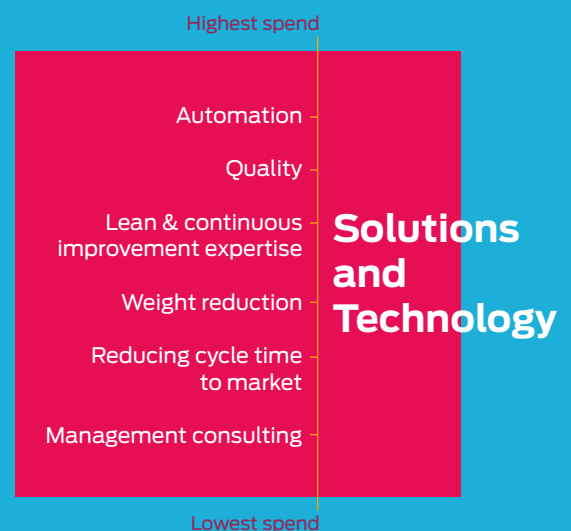 Highest spend
Automation
Quality
Lean & continuous
improvement expertise
Weight reduction
Reducing cycle time
to market
Management consulting
Solutions
and
Technology
Lowest spend